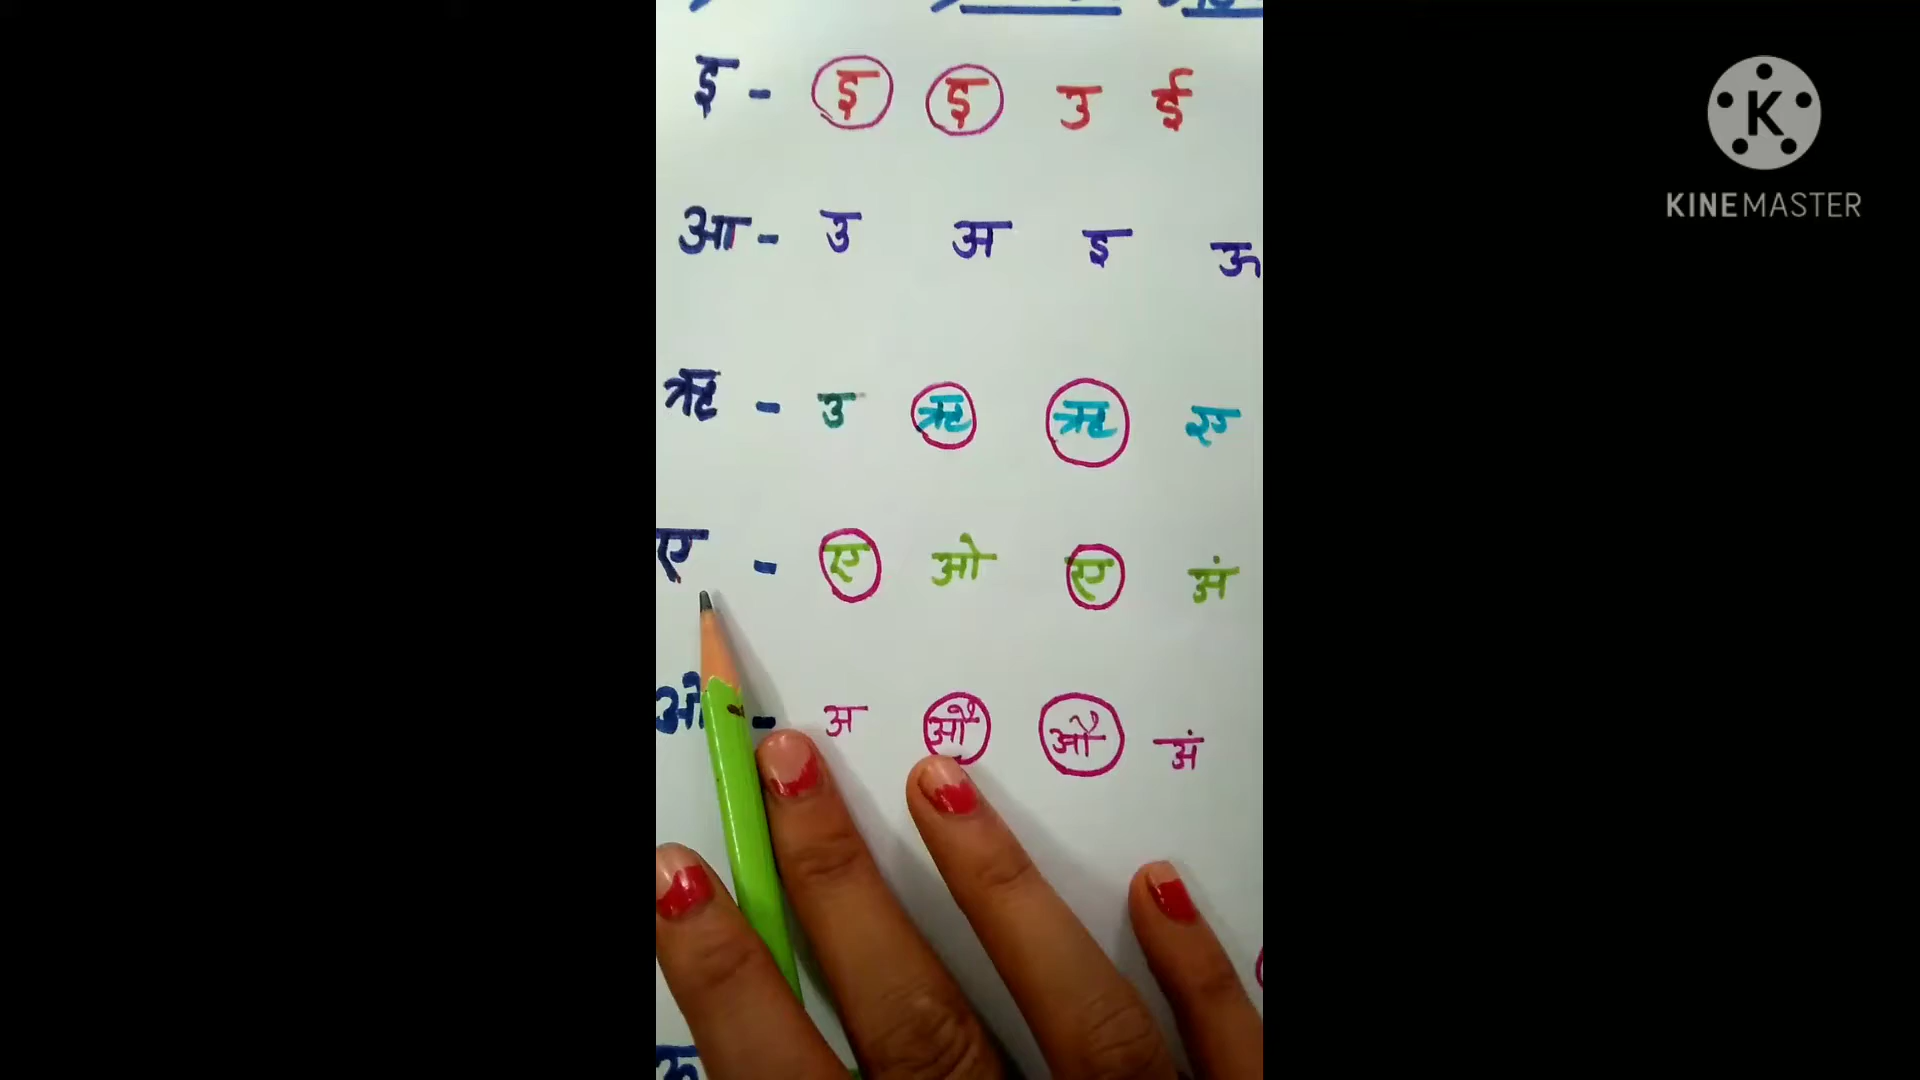 इ - इ इ उ ई
आ - उ अ इ ऊ
ऋ - उ ऋ ऋ ए
ए - ए ओ ए अं
- अ औ औ अं
KINEMASTER